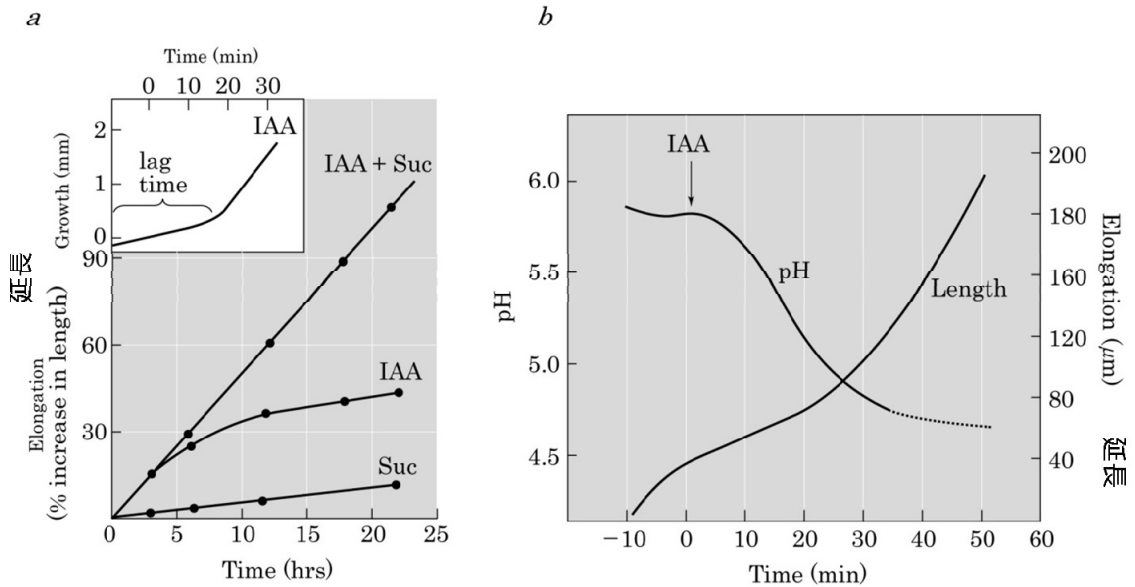 a
Time (min)
0 10 20 30
IAA
2
1
0
Growth (mm)
lag
time
IAA + Suc
IAA
Suc
90
60
30
延長
Elongation
(% increase in length)
0 5 10 15 20 25
Time (hrs)
b
IAA
pH
Length
6.0
5.5
5.0
4.5
pH
200
180
160
120
80
40
Elongation (μm)
延長
−10 0 10 20 30 40 50 60
Time (min)